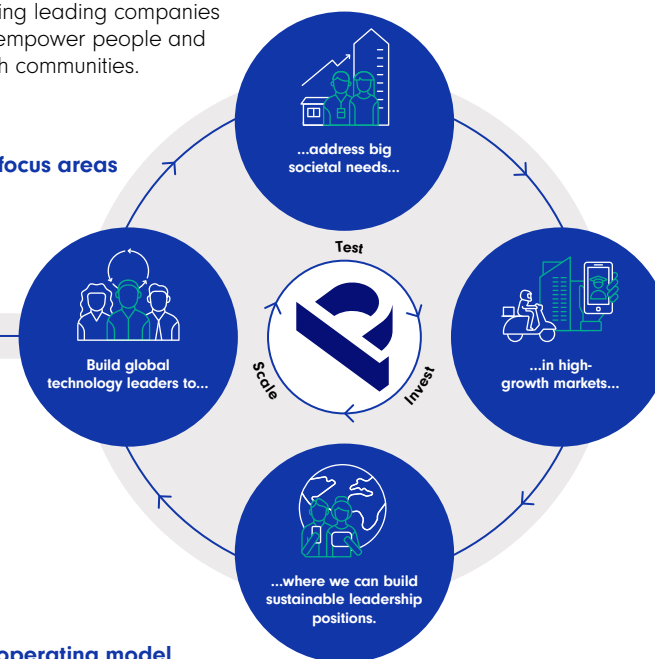 ing leading companies
empower people and
h communities.
focus areas
...address big
societal needs...
Test
Build global
technology leaders to...
Scale
Invest
...in high-
growth markets...
...where we can build
sustainable leadership
positions.
operating model